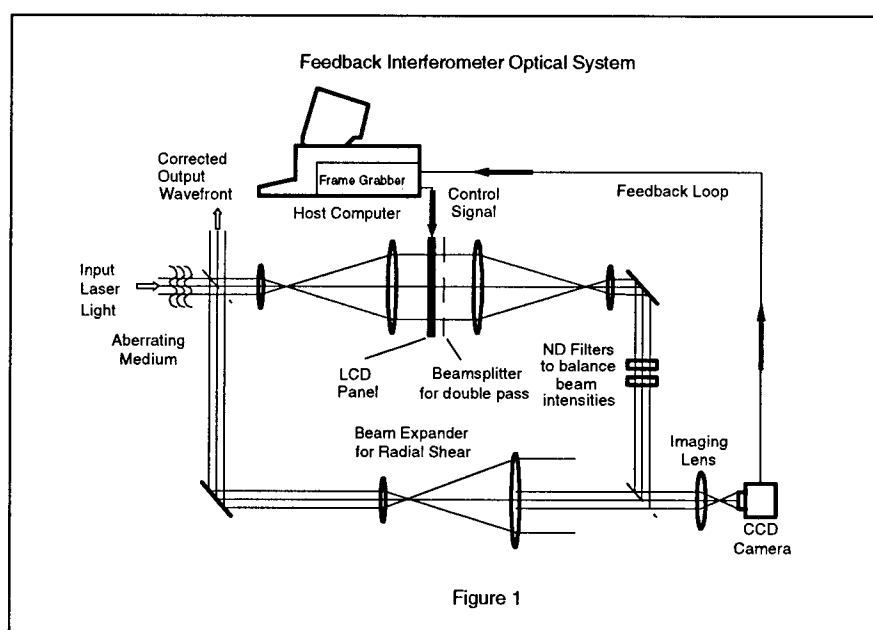 Feedback Interferometer Optical System
Corrected
Output
Wavefront
Frame Grabber
Host Computer
Control
Signal
Feedback Loop
Input
Laser
Light
Aberrating
Medium
LCD
Panel
Beamsplitter
for double pass
ND Filters
to balance
beam
intensities
Beam Expander
for Radial Shear
Imaging
Lens
CCD
Camera
Figure 1